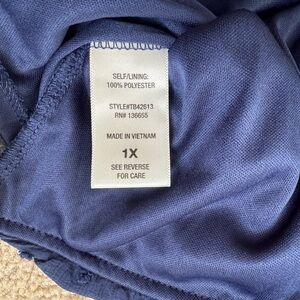 SELF/LINING:
100% POLYESTER
STYLE#TB42613
RN# 136655
MADE IN VIETNAM
1X
SEE REVERSE
FOR CARE